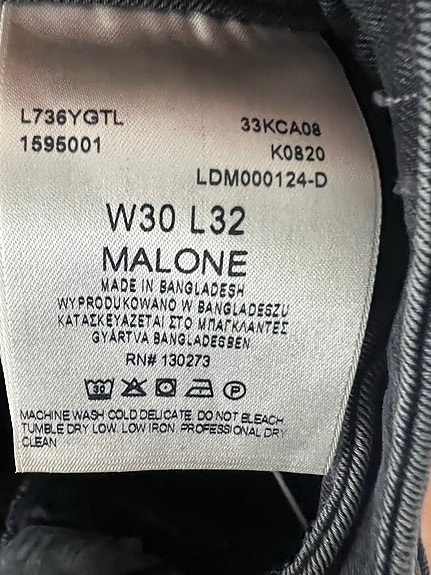 L736YGTL
33KCA08
1595001
K0820
LDM000124-D
W30 L32
MALONE
MADE IN BANGLADESH
WYPRODUKOWANO W BANGLADESZU
ΚΑΤΑΣΚΕΥΑΖΕΤΑΙ ΣΤΟ ΜΠΑΓΚΛΑΝΤΕΣ
GYÁRTVA BANGLADESBEN
RN# 130273
30 P
MACHINE WASH COLD DELICATE. DO NOT BLEACH.
TUMBLE DRY LOW. LOW IRON. PROFESSIONAL DRY
CLEAN